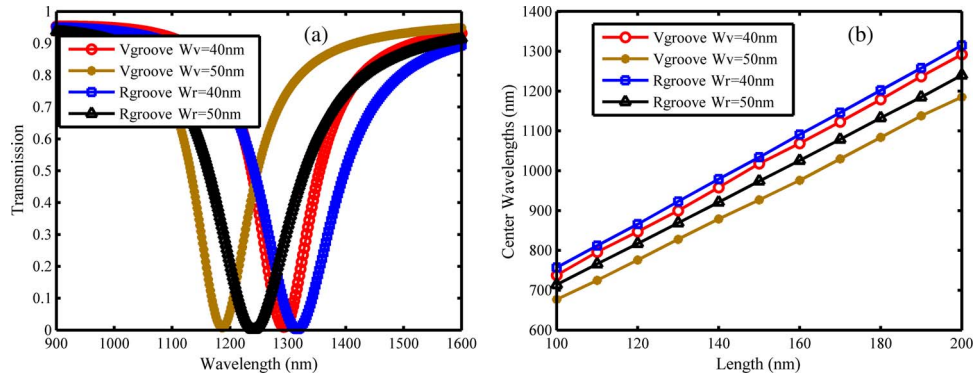 (a)
Transmission
0.9
0.8
0.7
0.6
0.5
0.4
0.3
0.2
0.1
0
Vgroove Wv=40nm
Vgroove Wv=50nm
Rgroove Wr=40nm
Rgroove Wr=50nm
900 1000 1100 1200 1300 1400 1500 1600
Wavelength (nm)
(b)
Center Wavelengths (nm)
1400
1300
1200
1100
1000
900
800
700
600
Vgroove Wv=40nm
Vgroove Wv=50nm
Rgroove Wr=40nm
Rgroove Wr=50nm
100 120 140 160 180 200
Length (nm)